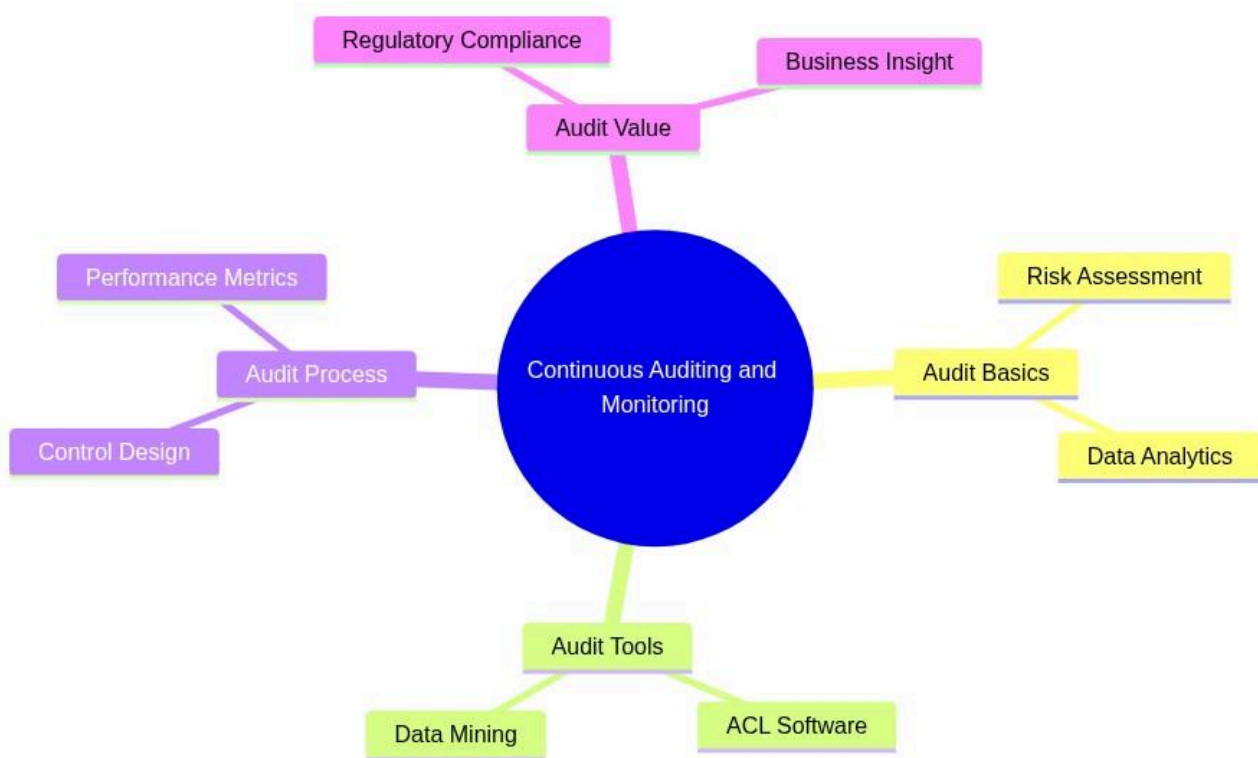 Regulatory Compliance
Business Insight
Audit Value
Performance Metrics
Audit Process
Control Design
Continuous Auditing and
Monitoring
Risk Assessment
Audit Basics
Data Analytics
Audit Tools
Data Mining
ACL Software